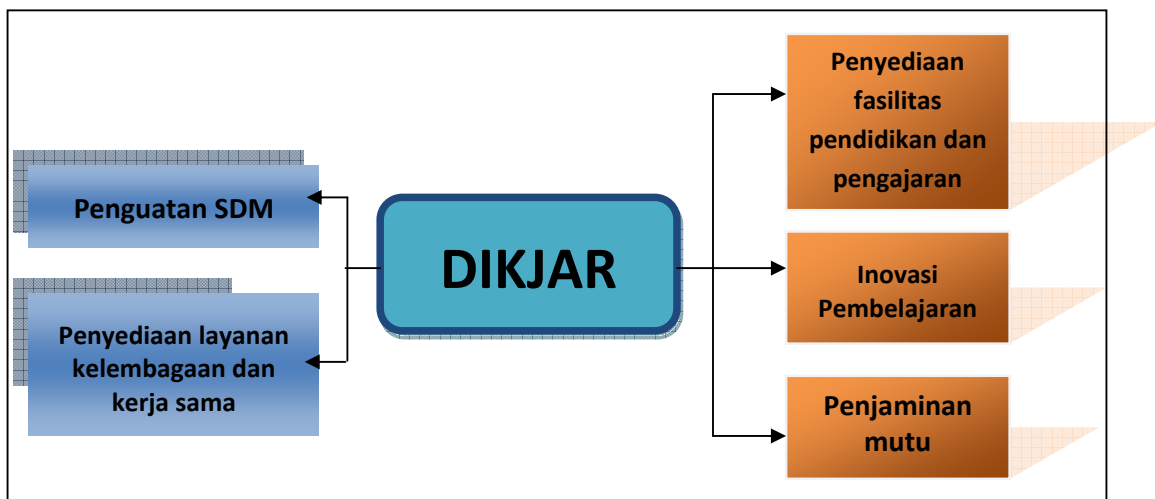 Penguatan SDM
Penyediaan layanan
kelembagaan dan
kerja sama
DIKJAR
Penyediaan
fasilitas
pendidikan dan
pengajaran
Inovasi
Pembelajaran
Penjaminan
mutu